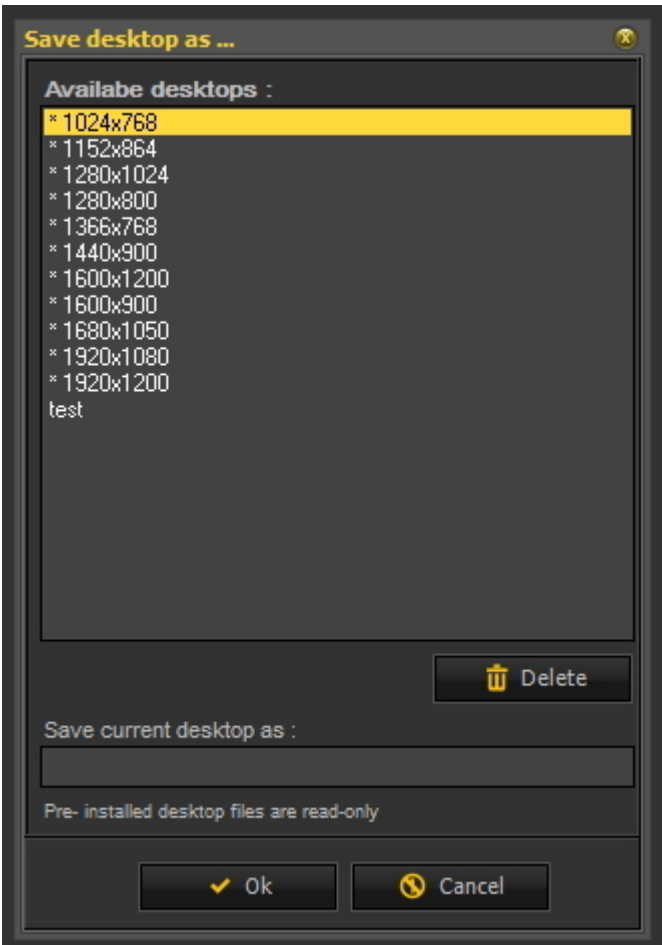 Save desktop as ...
Availabe desktops :
* 1024x768
* 1152x864
* 1280x1024
* 1280x800
* 1366x768
* 1440x900
* 1600x1200
* 1600x900
* 1680x1050
* 1920x1080
* 1920x1200
test
Delete
Save current desktop as :
Pre- installed desktop files are read-only
Ok
Cancel